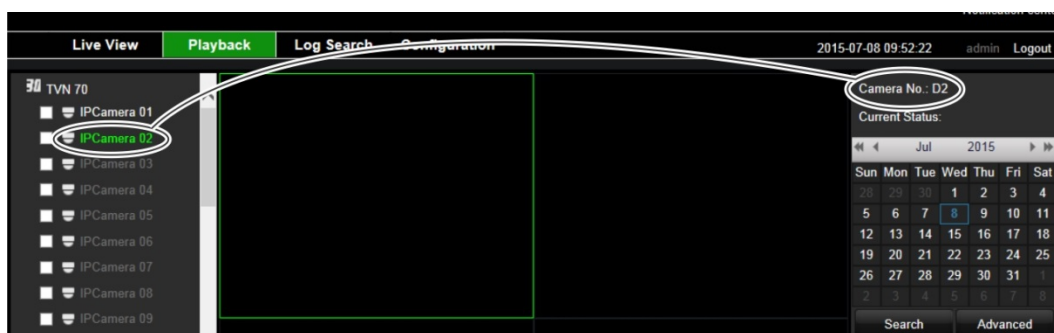 Live View Playback Log Search Configuration 2015-07-08 09:52:22 admin Logout
TVN 70
IPCamera 01
IPCamera 02
IPCamera 03
IPCamera 04
IPCamera 05
IPCamera 06
IPCamera 07
IPCamera 08
IPCamera 09
Camera No.: D2
Current Status:
Jul 2015
Sun Mon Tue Wed Thu Fri Sat
28 29 30 1 2 3 4
5 6 7 8 9 10 11
12 13 14 15 16 17 18
19 20 21 22 23 24 25
26 27 28 29 30 31 1
2 3 4 5 6 7 8
Search Advanced